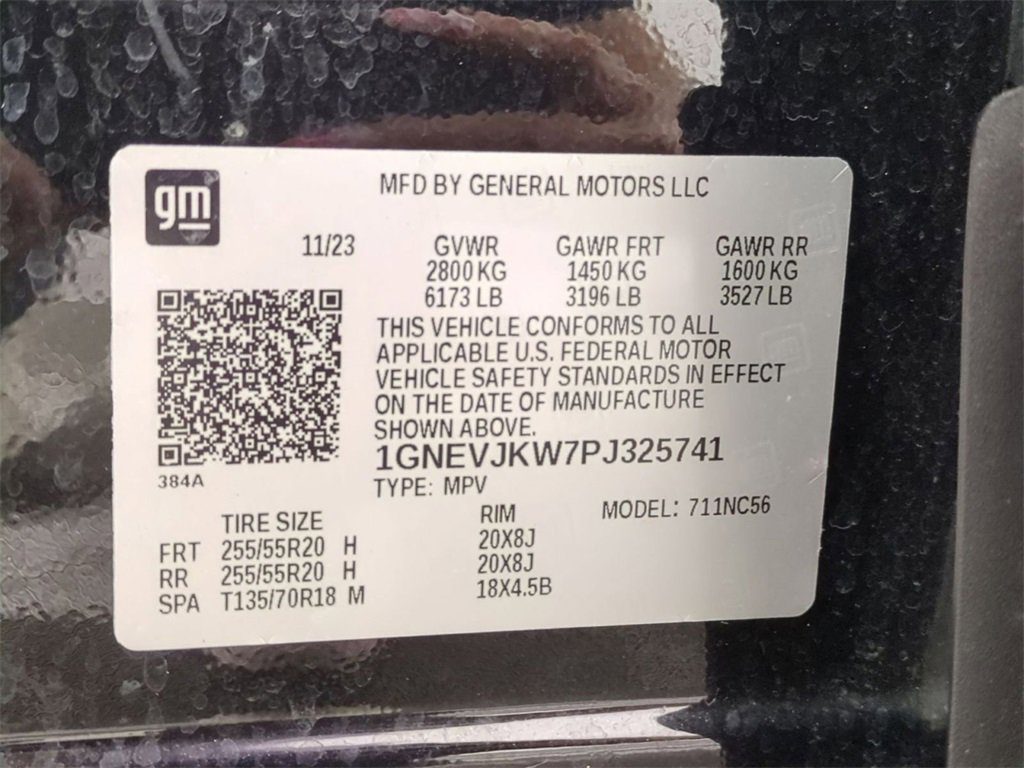 gm
MFD BY GENERAL MOTORS LLC
11/23 GVWR GAWR FRT GAWR RR
2800 KG 1450 KG 1600 KG
6173 LB 3196 LB 3527 LB
THIS VEHICLE CONFORMS TO ALL
APPLICABLE U.S. FEDERAL MOTOR
VEHICLE SAFETY STANDARDS IN EFFECT
ON THE DATE OF MANUFACTURE
SHOWN ABOVE.
1GNEVJKW7PJ325741
384A
TYPE: MPV
TIRE SIZE RIM MODEL: 711NC56
FRT 255/55R20 H 20X8J
RR 255/55R20 H 20X8J
SPA T135/70R18 M 18X4.5B